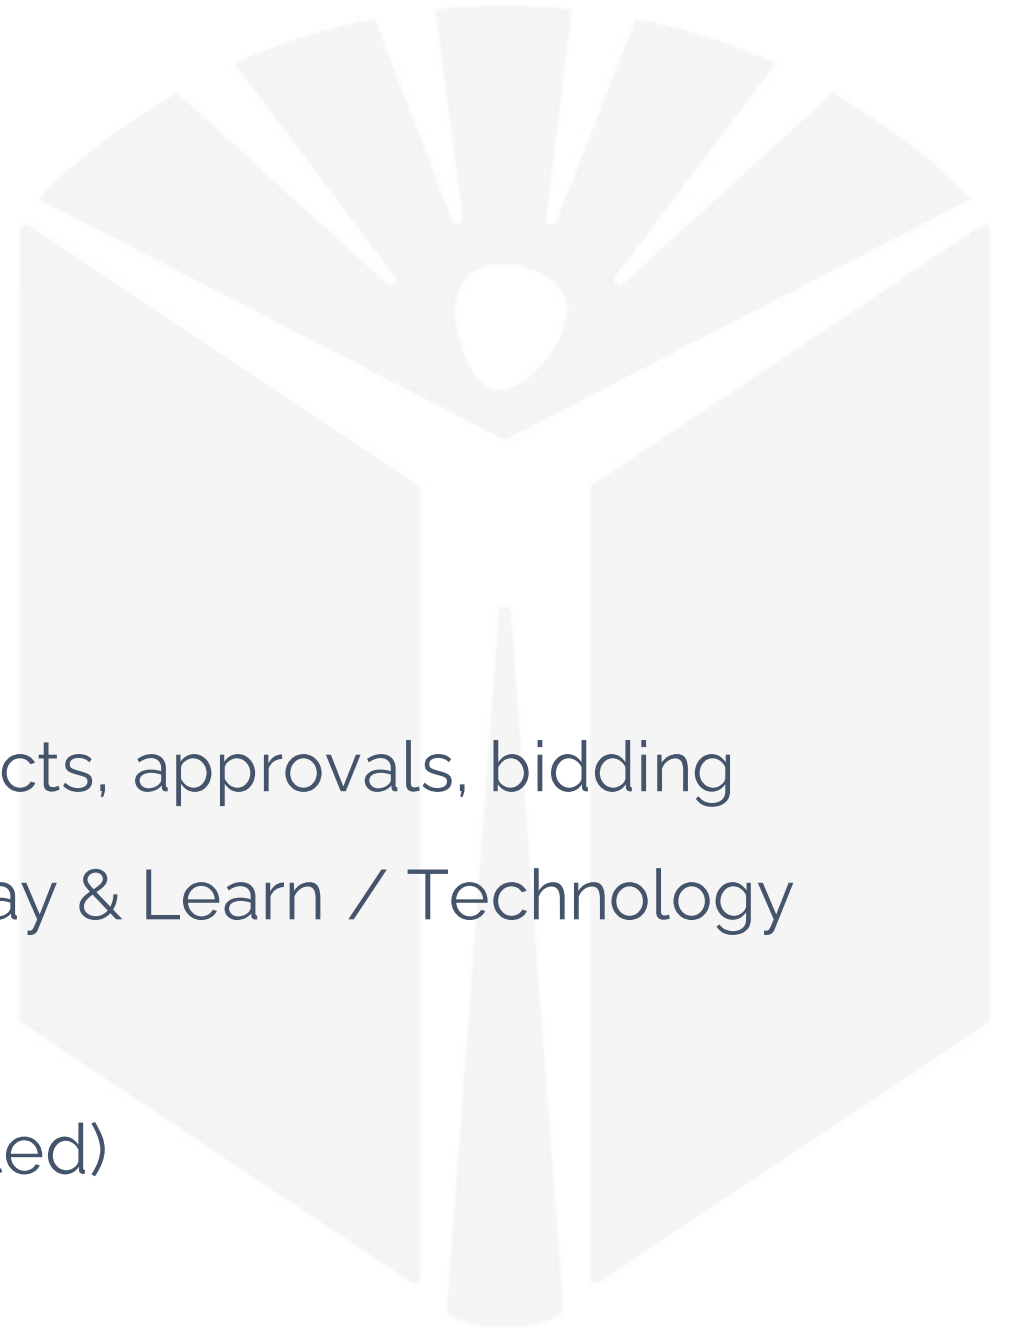 cts, approvals, bidding
ay & Learn / Technology
ed)